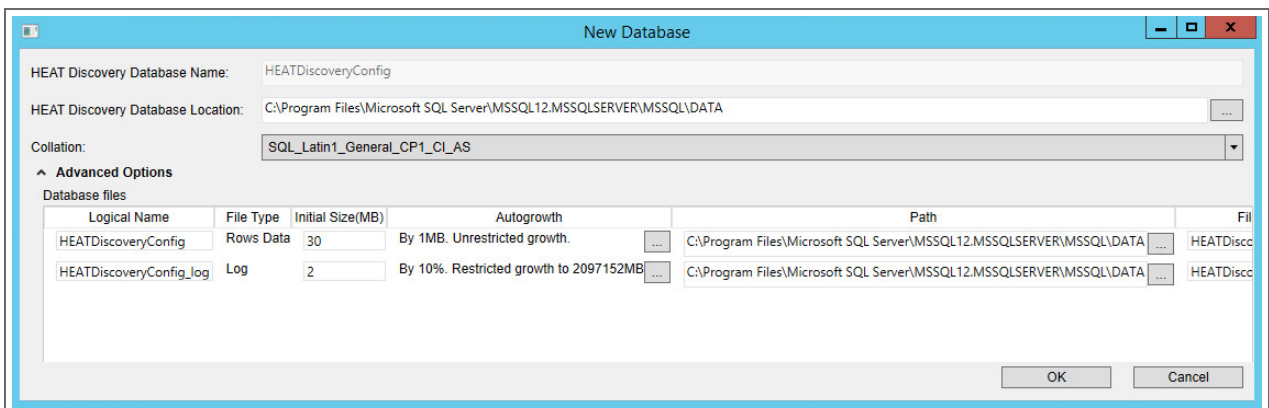 New Database
HEAT Discovery Database Name: HEATDiscoveryConfig
HEAT Discovery Database Location: C:\Program Files\Microsoft SQL Server\MSSQL12.MSSQLSERVER\MSSQL\DATA ...
Collation: SQL_Latin1_General_CP1_CI_AS
Advanced Options
Database files
Logical Name File Type Initial Size(MB) Autogrowth Path Fil
HEATDiscoveryConfig Rows Data 30 By 1MB. Unrestricted growth. ... C:\Program Files\Microsoft SQL Server\MSSQL12.MSSQLSERVER\MSSQL\DATA ... HEATDisco
HEATDiscoveryConfig_log Log 2 By 10%. Restricted growth to 2097152MB ... C:\Program Files\Microsoft SQL Server\MSSQL12.MSSQLSERVER\MSSQL\DATA ... HEATDisco
OK Cancel